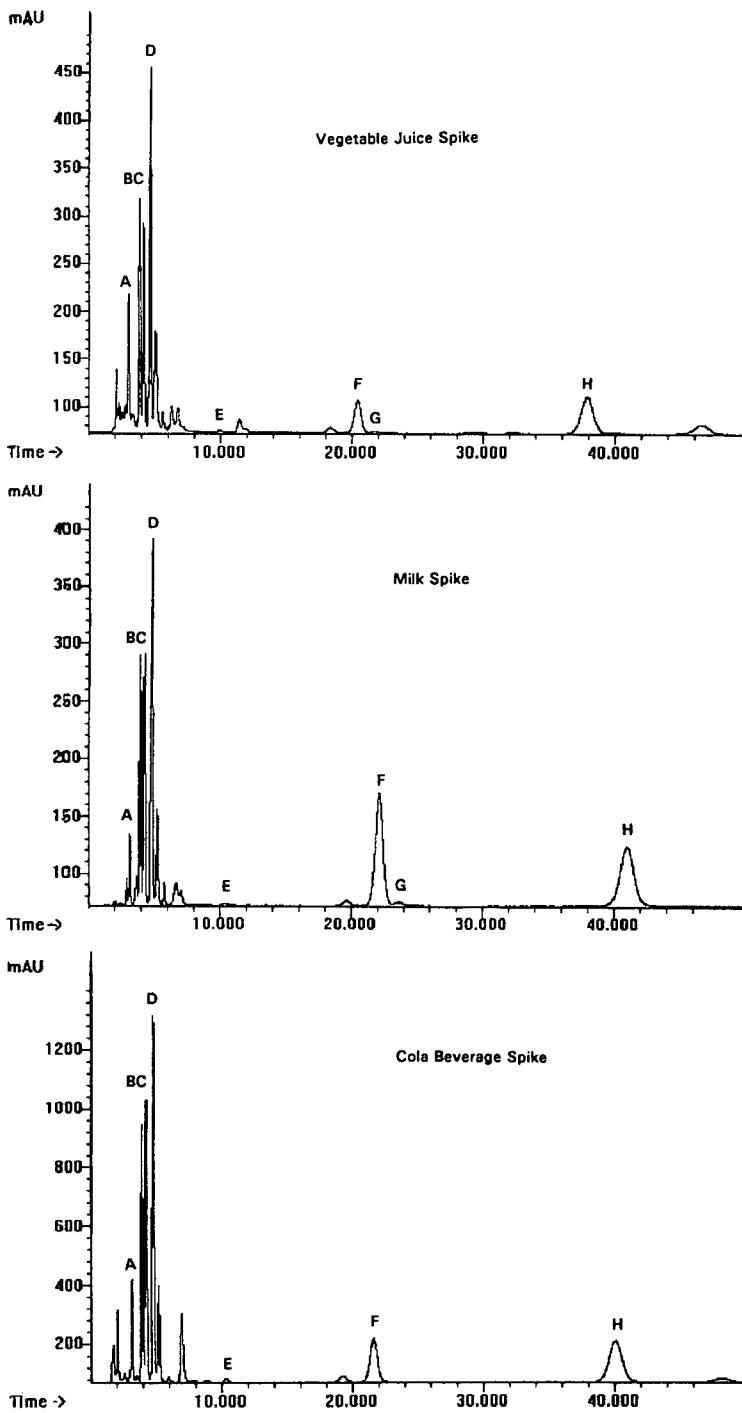 mAU
D
450
Vegetable Juice Spike
400
350
BC
300
A
250
200
150
F
H
100
E
G
Time ->
10.000
20.000
30.000
40.000
mAU
D
400
Milk Spike
350
BC
300
250
200
F
150
A
H
100
E
G
Time ->
10.000
20.000
30.000
40.000
mAU
D
1200
Cola Beverage Spike
BC
1000
800
600
A
400
F
H
200
E
Time ->
10.000
20.000
30.000
40.000